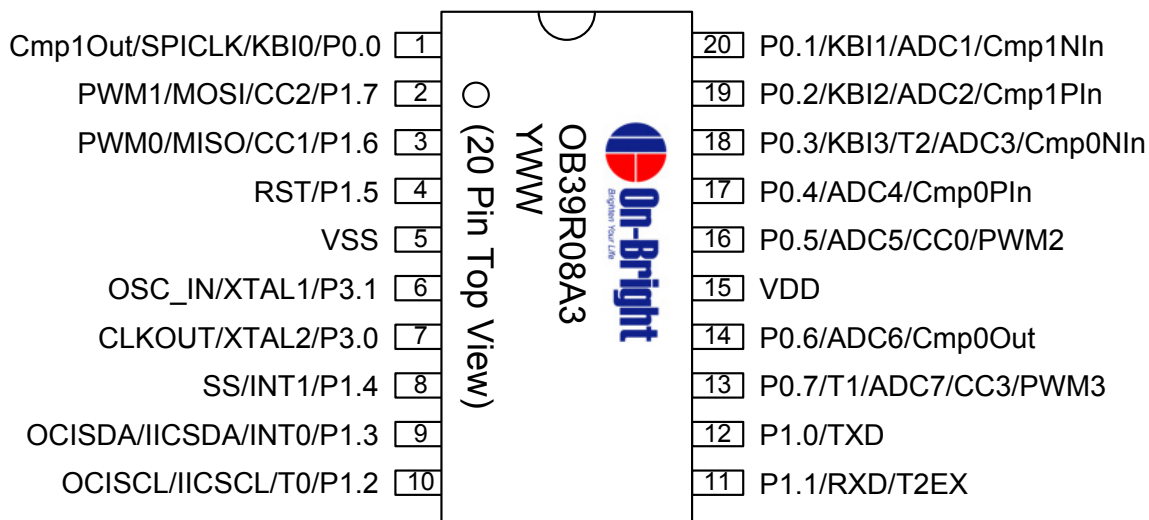 Cmp1Out/SPICLK/KBI0/P0.0 1
PWM1/MOSI/CC2/P1.7 2
PWM0/MISO/CC1/P1.6 3
RST/P1.5 4
VSS 5
OSC_IN/XTAL1/P3.1 6
CLKOUT/XTAL2/P3.0 7
SS/INT1/P1.4 8
OCISDA/IICSDA/INT0/P1.3 9
OCISCL/IICSCL/T0/P1.2 10
On-Bright
Brighten Your Life
OB39R08A3
YWW
(20 Pin Top View)
20 P0.1/KBI1/ADC1/Cmp1NIn
19 P0.2/KBI2/ADC2/Cmp1PIn
18 P0.3/KBI3/T2/ADC3/Cmp0NIn
17 P0.4/ADC4/Cmp0PIn
16 P0.5/ADC5/CC0/PWM2
15 VDD
14 P0.6/ADC6/Cmp0Out
13 P0.7/T1/ADC7/CC3/PWM3
12 P1.0/TXD
11 P1.1/RXD/T2EX